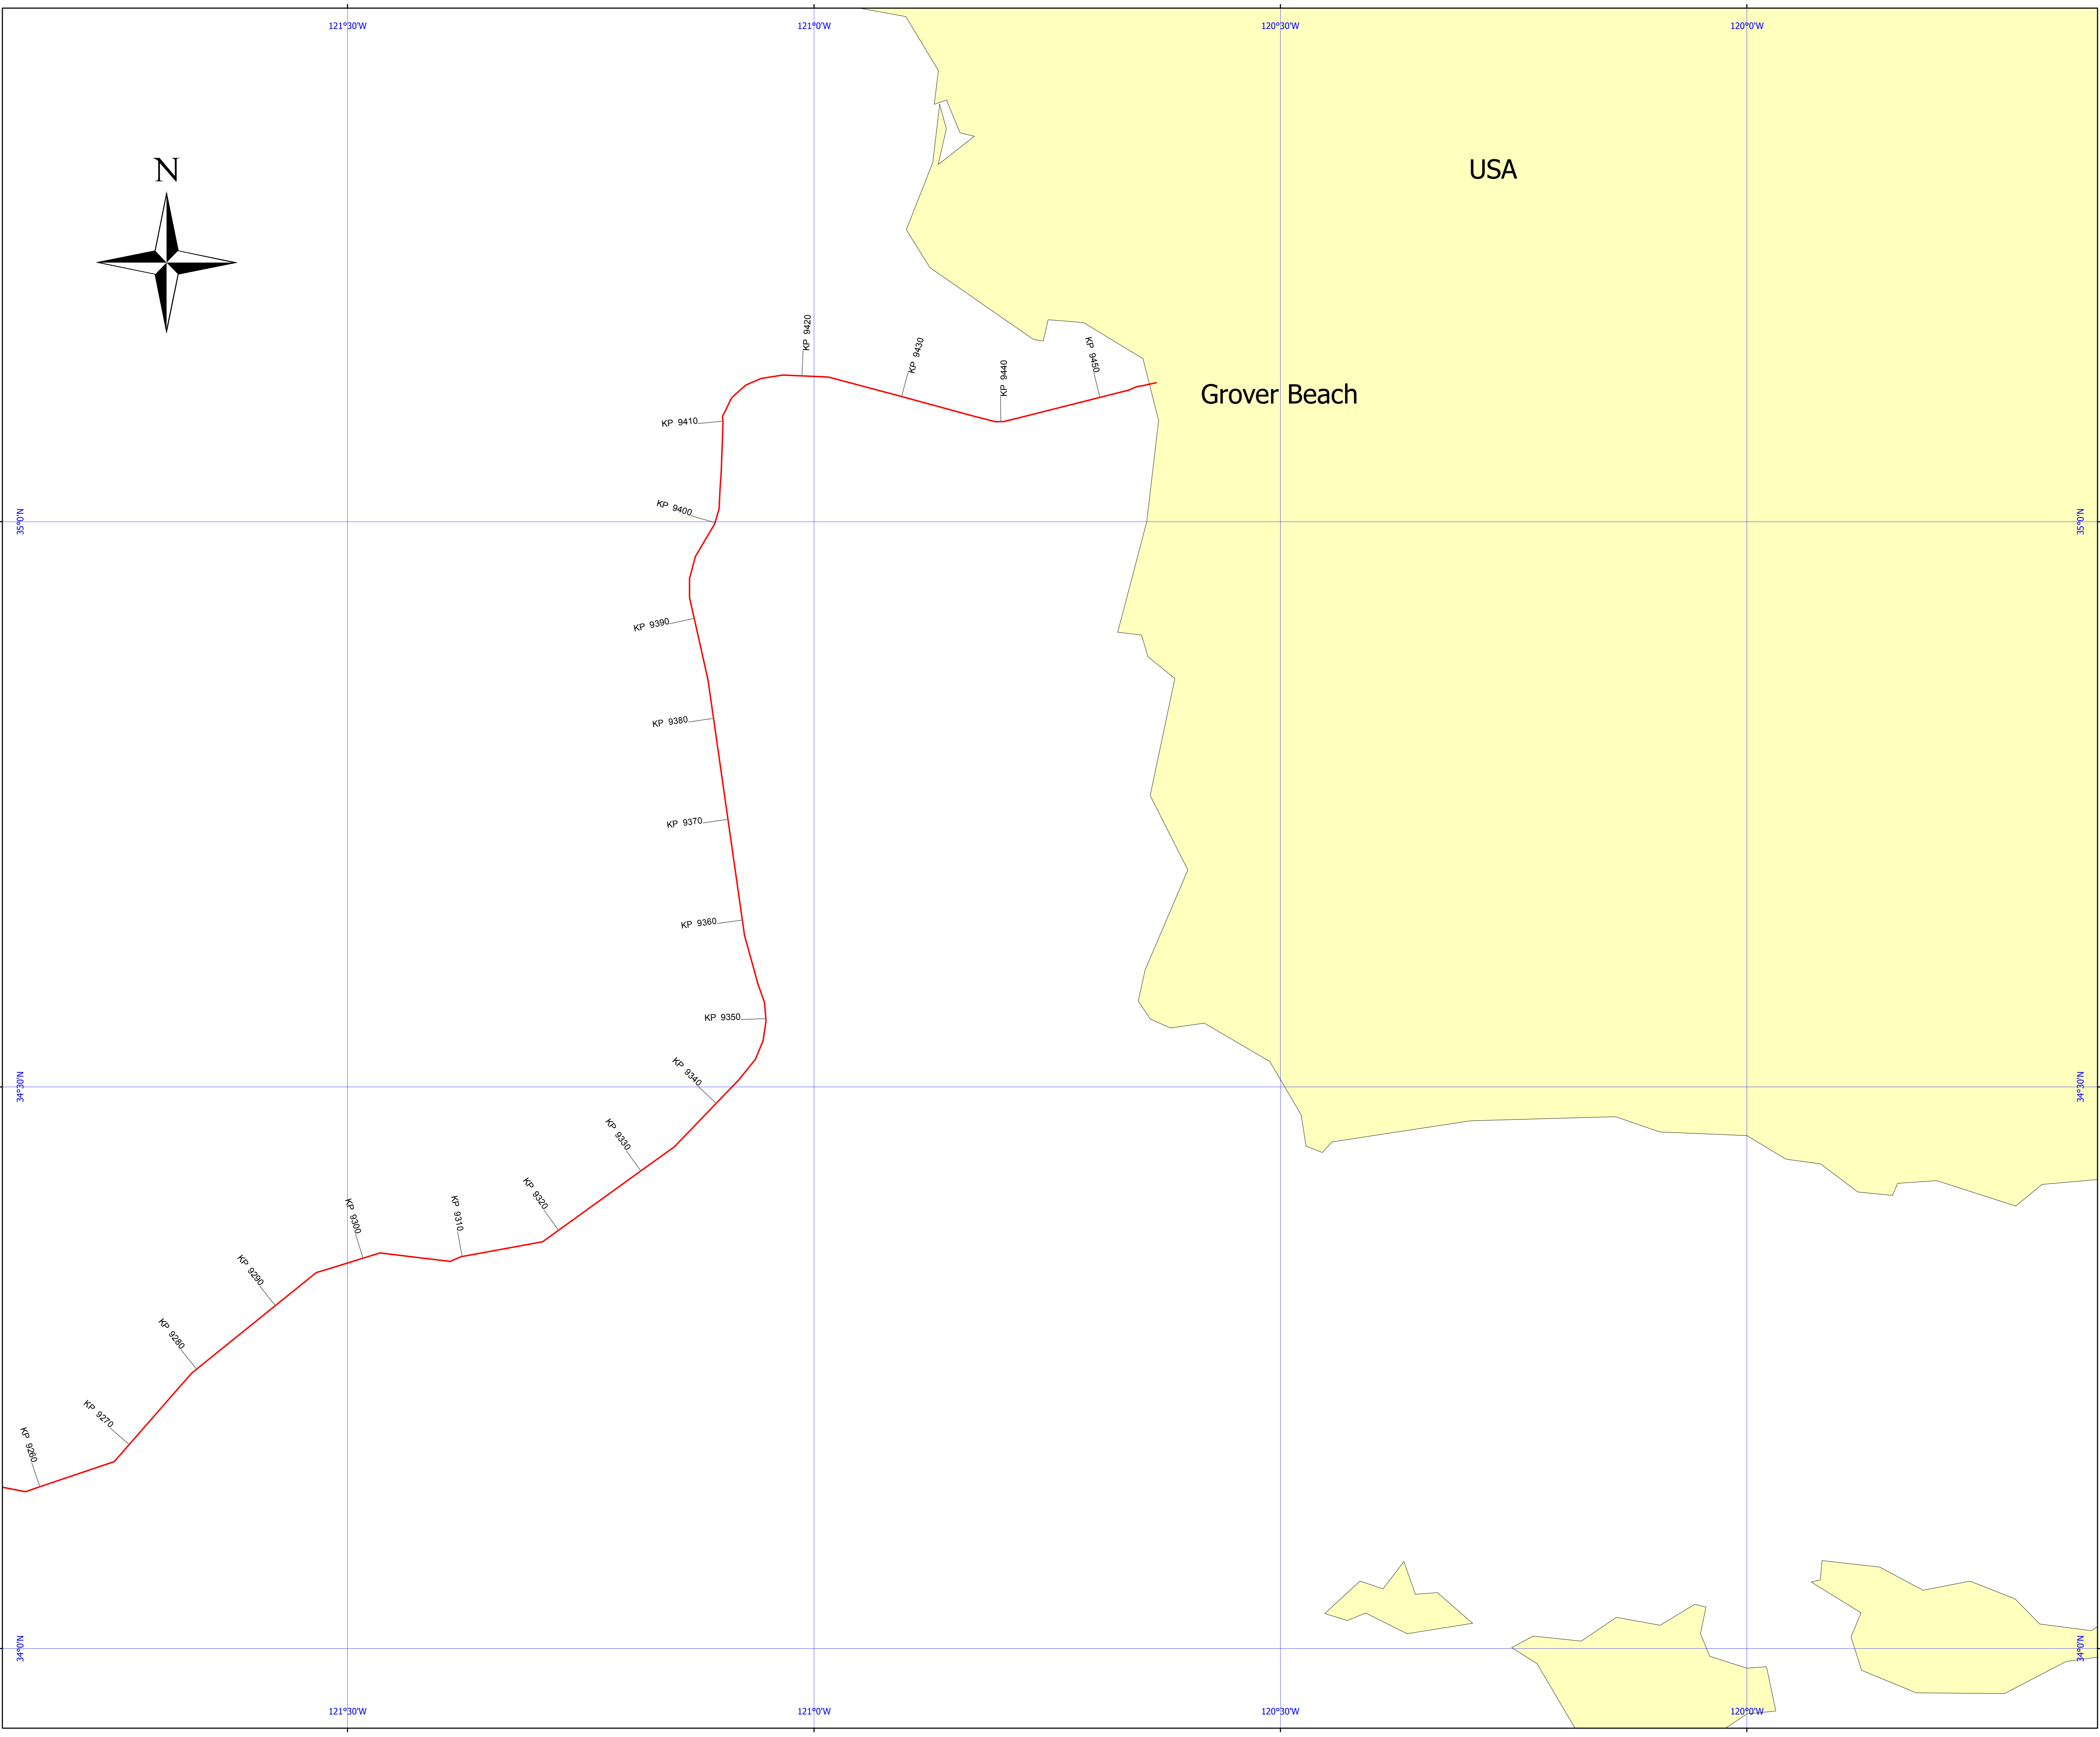 121°30'W
121°0'W
120°30'W
120°0'W
N
USA
KP 9420
KP 9430
KP 9440
KP 9450
Grover Beach
KP 9410
KP 9400
35°0'N
35°0'N
KP 9390
KP 9380
KP 9370
KP 9360
KP 9350
KP 9340
34°30'N
34°30'N
KP 9330
KP 9320
KP 9310
KP 9300
KP 9290
KP 9280
KP 9270
KP 9260
34°0'N
34°0'N
121°30'W
121°0'W
120°30'W
120°0'W